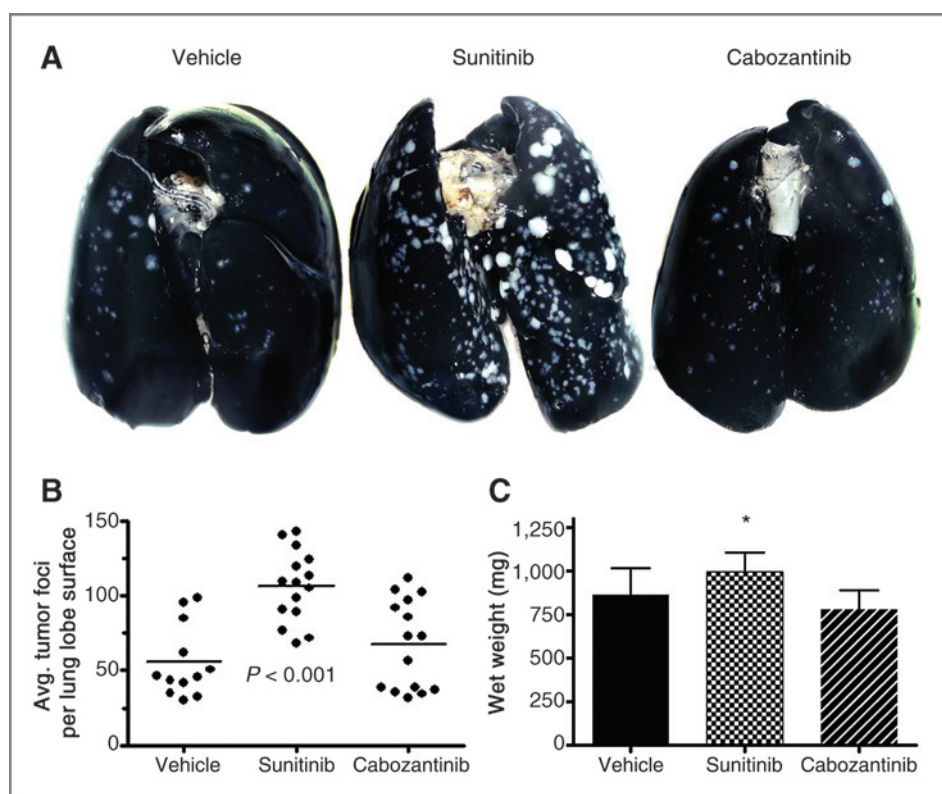 A
Vehicle
Sunitinib
Cabozantinib
B
Avg. tumor foci
per lung lobe surface
150
100
50
0
P < 0.001
Vehicle
Sunitinib
Cabozantinib
C
Wet weight (mg)
1,250
1,000
750
500
250
0
*
Vehicle
Sunitinib
Cabozantinib